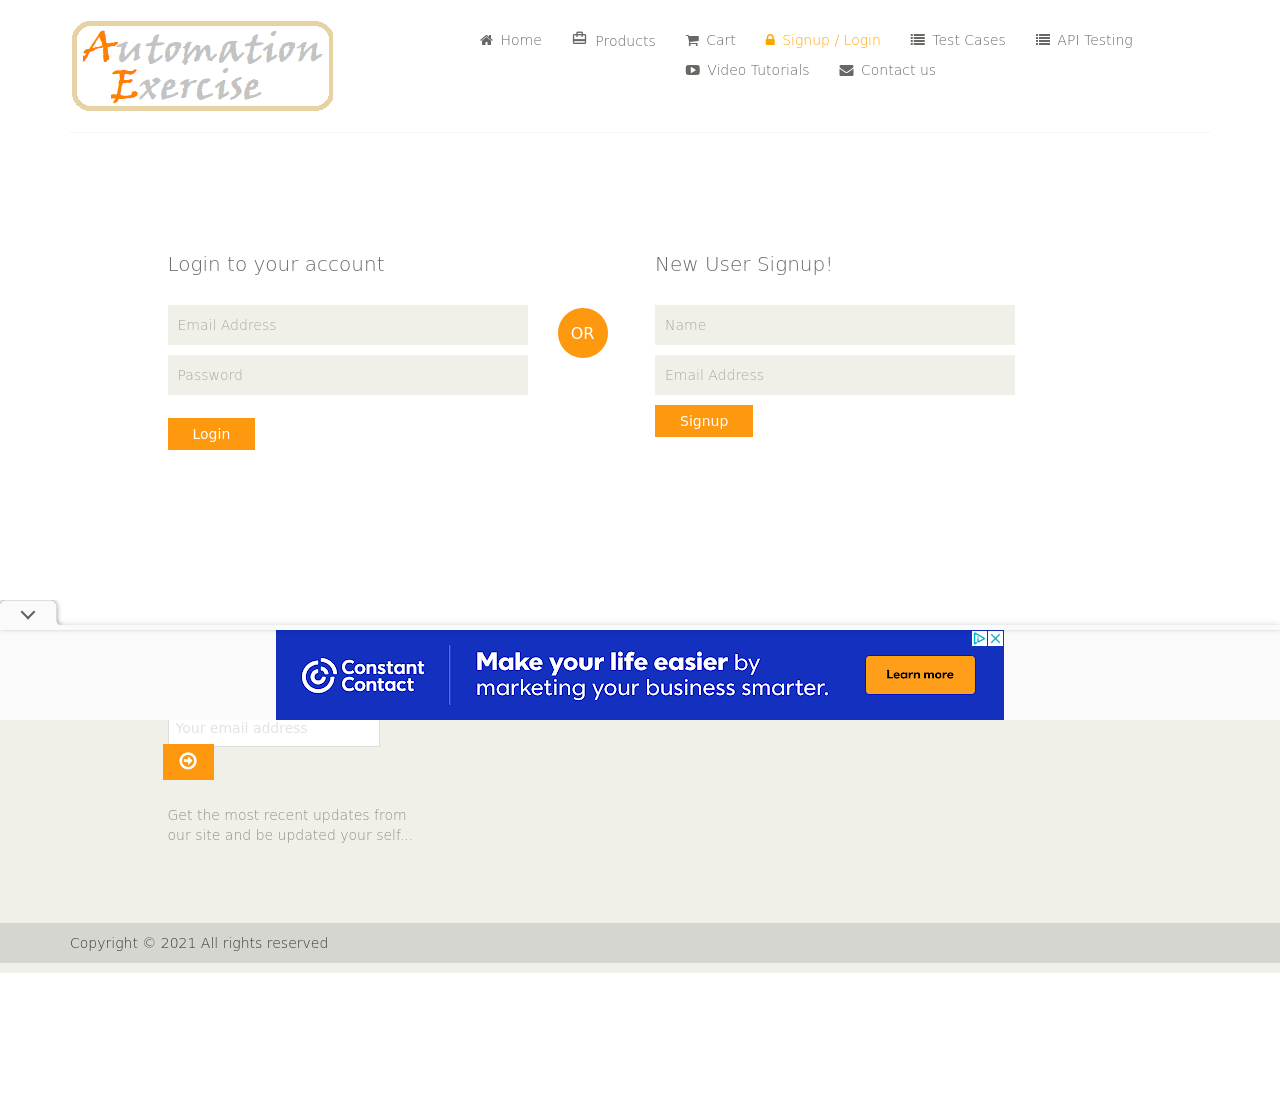 Automation
Exercise
Home
Products
Cart
Signup / Login
Test Cases
API Testing
Video Tutorials
Contact us
Login to your account
New User Signup!
Email Address
Name
OR
Password
Email Address
Login
Signup
Constant
Contact
Make your life easier by
marketing your business smarter.
Learn more
Your email address
Get the most recent updates from
our site and be updated your self...
Copyright © 2021 All rights reserved